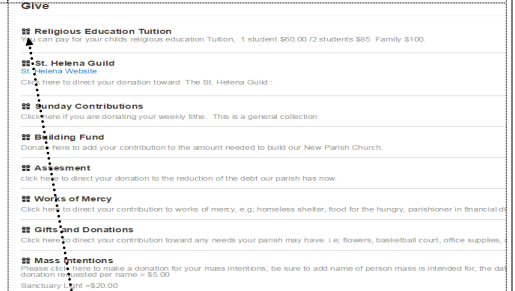 Give
Religious Education Tuition
You can pay for your childs religious education Tuition, 1 student $60.00 /2 students $85 Family $100.
St. Helena Guild
St. Helena Website
Click here to direct your donation toward The St. Helena Guild :
Sunday Contributions
Click here if you are donating your weekly tithe. This is a general collection
Building Fund
Donate here to add your contribution to the amount needed to build our New Parish Church.
Assesment
click here to direct your donation to the reduction of the debt our parish has now.
Works of Mercy
Click here to direct your contribution to works of mercy, e.g; homeless shelter, food for the hungry, parishioner in financial di
Gifts and Donations
Click here to direct your contribution toward any needs your parish may have. i.e; flowers, basketball court, office supplies,
Mass Intentions
Please click here to make a donation for your mass intentions, be sure to add name of person mass is intended for, the dat
donation requested per name = $5.00
Sanctuary Light =$20.00